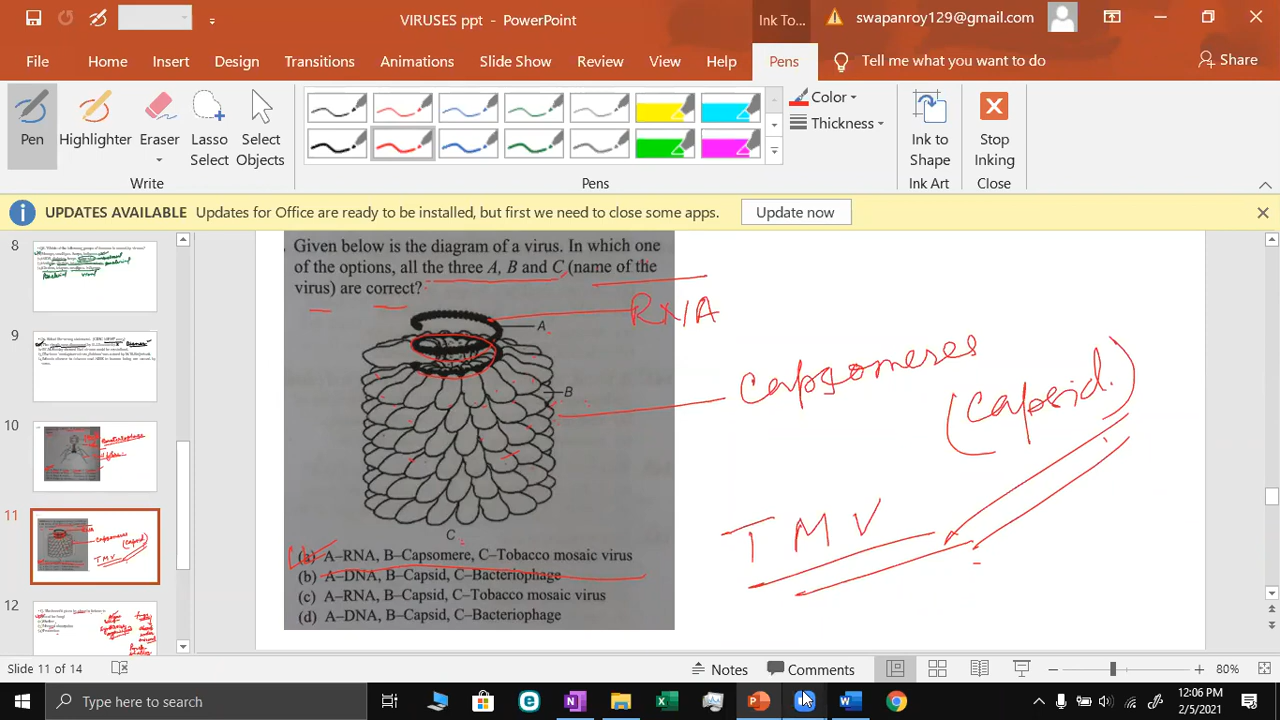 VIRUSES ppt - PowerPoint
Ink To...
swapanroy129@gmail.com
File Home Insert Design Transitions Animations Slide Show Review View Help Pens Tell me what you want to do Share
Pen Highlighter Eraser Lasso Select Select Objects
Color Thickness
Ink to Shape Stop Inking
Write Pens Ink Art Close
UPDATES AVAILABLE Updates for Office are ready to be installed, but first we need to close some apps. Update now
8
9
10
11
12
Given below is the diagram of a virus. In which one
of the options, all the three A, B and C (name of the
virus) are correct?
RNA
A
Capsomeres
B
(Capsid.)
TMV
C
(a) A–RNA, B–Capsomere, C–Tobacco mosaic virus
(b) A–DNA, B–Capsid, C–Bacteriophage
(c) A–RNA, B–Capsid, C–Tobacco mosaic virus
(d) A–DNA, B–Capsid, C–Bacteriophage
Slide 11 of 14
Notes Comments 80%
Type here to search
12:06 PM
2/5/2021